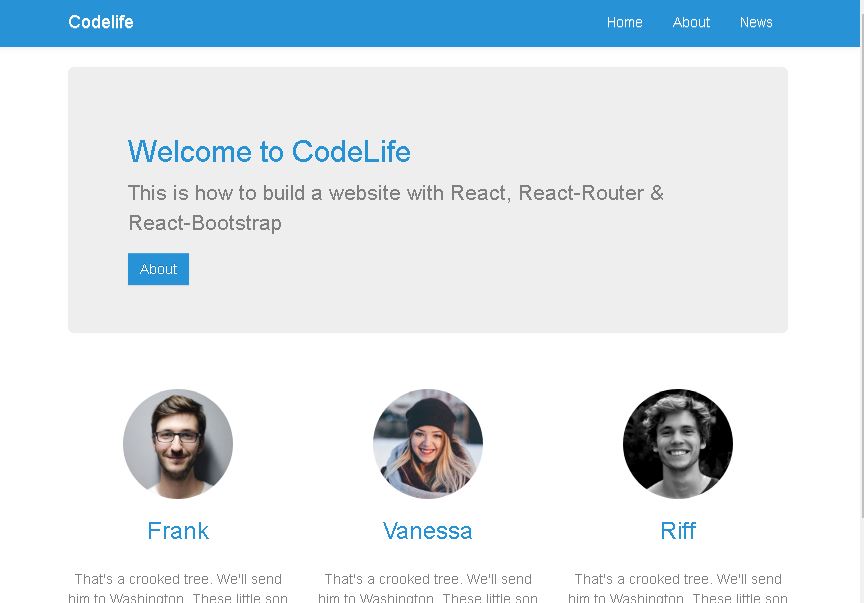 Codelife
Home About News
Welcome to CodeLife
This is how to build a website with React, React-Router &
React-Bootstrap
About
Frank
Vanessa
Riff
That's a crooked tree. We'll send
him to Washington. These little son
That's a crooked tree. We'll send
him to Washington. These little son
That's a crooked tree. We'll send
him to Washington. These little son